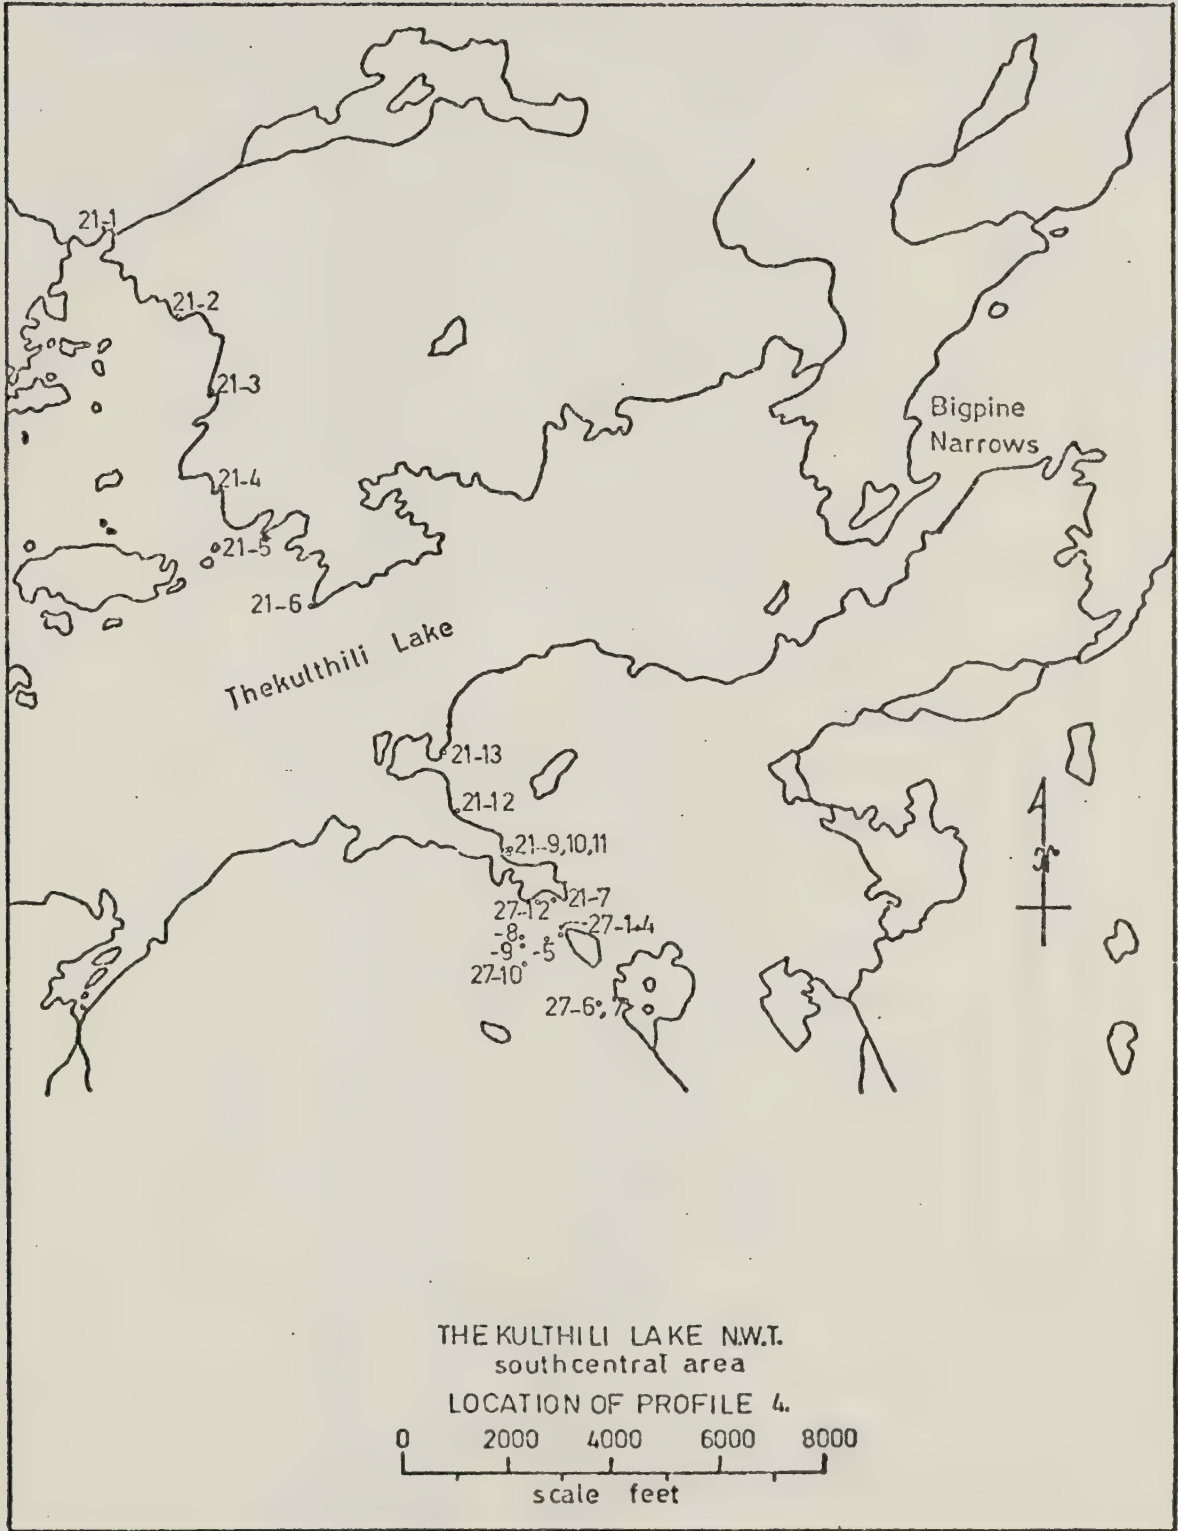 21-1
21-2
21-3
Bigpine
Narrows
21-4
21-5
21-6
Thekulthili Lake
21-13
21-12
21-9,10,11
21-7
27-12
27-1-4
-8
-9 -5
27-10
27-6,7
N
THEKULTHILI LAKE N.W.T.
southcentral area
LOCATION OF PROFILE 4.
0 2000 4000 6000 8000
scale feet